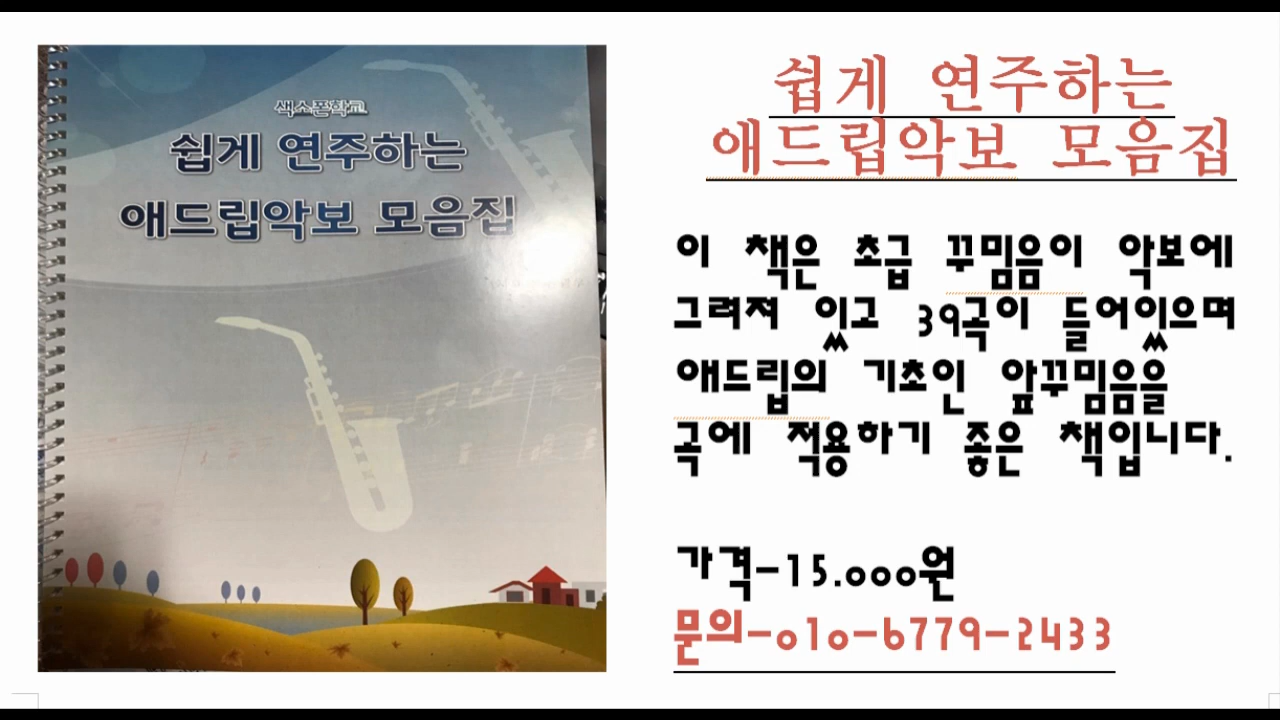 색소폰학교
쉽게 연주하는
애드립악보 모음집
쉽게 연주하는
애드립악보 모음집
이 책은 초급 꾸밈음이 악보에
그려져 있고 39곡이 들어있으며
애드립의 기초인 앞꾸밈음을
곡에 적용하기 좋은 책입니다.
가격-15.000원
문의-010-6779-2433